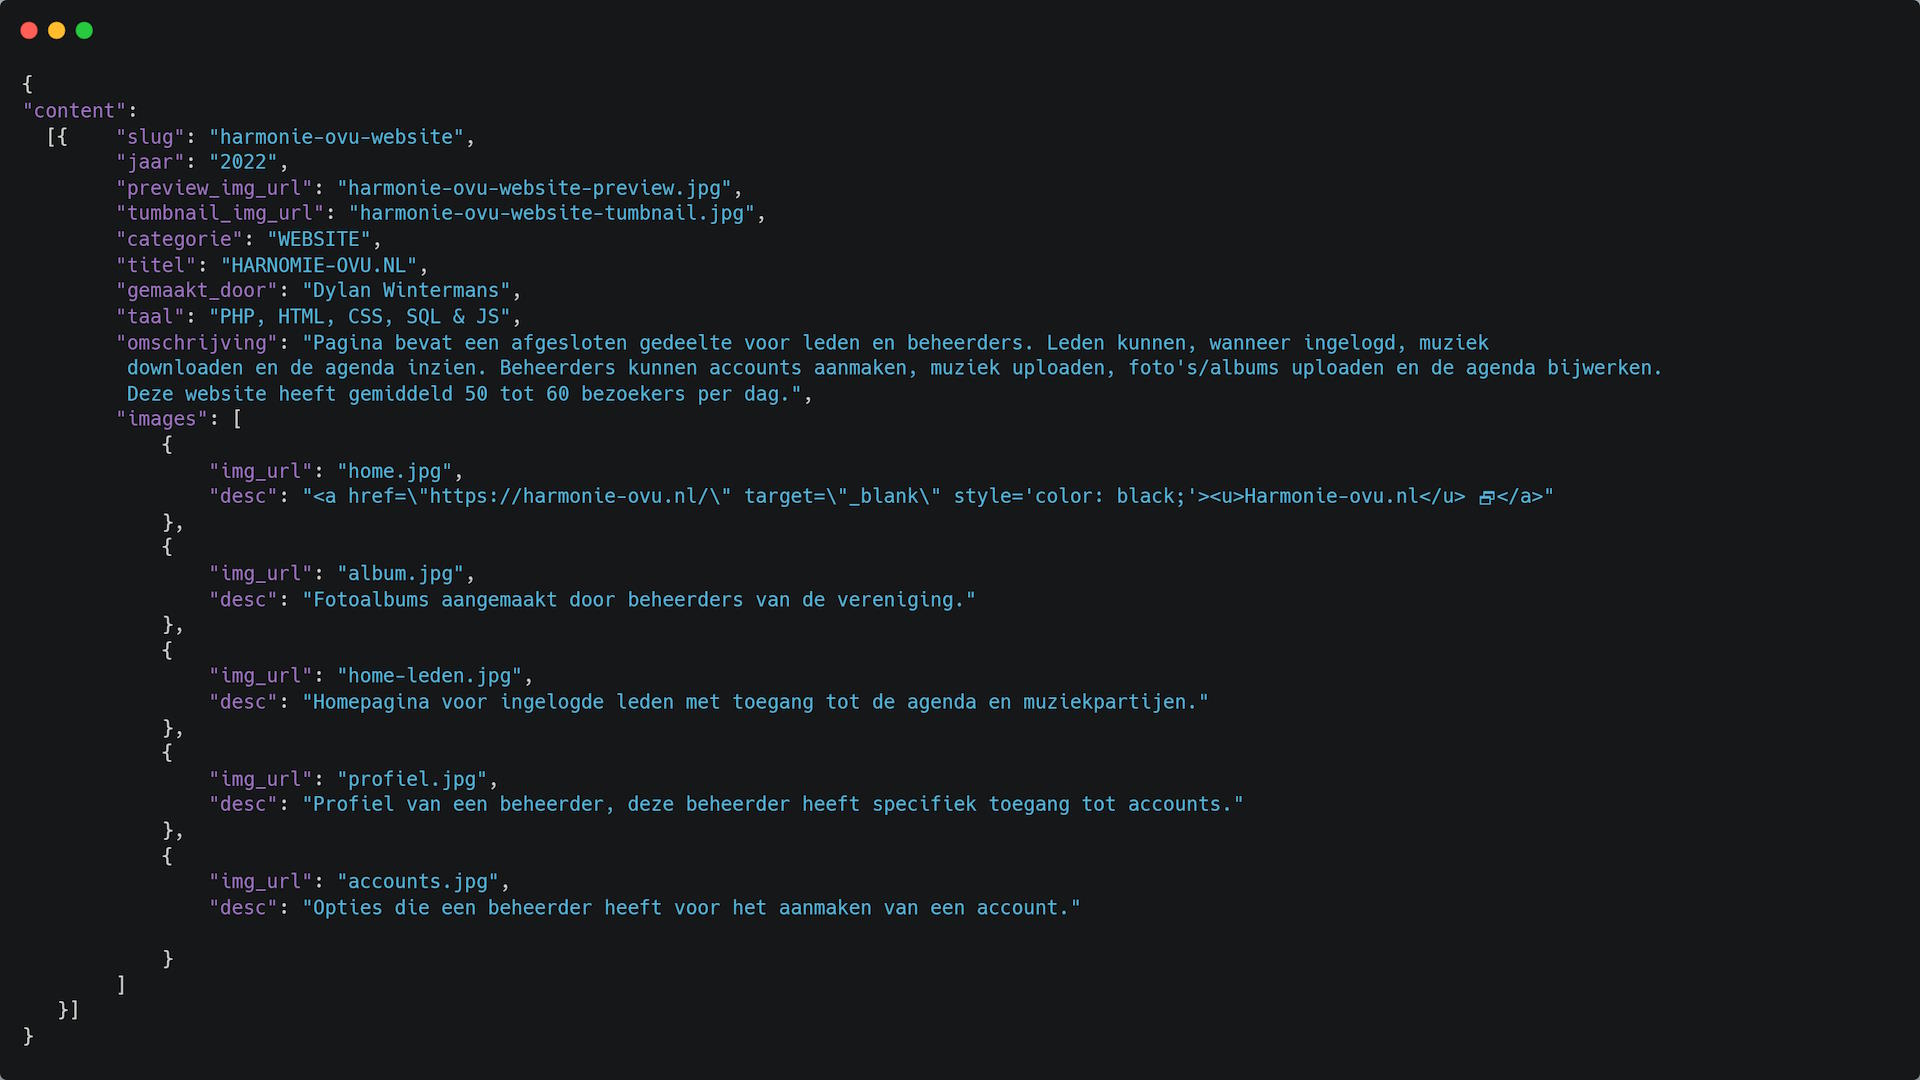 {
"content":
[{ "slug": "harmonie-ovu-website",
"jaar": "2022",
"preview_img_url": "harmonie-ovu-website-preview.jpg",
"tumbnail_img_url": "harmonie-ovu-website-tumbnail.jpg",
"categorie": "WEBSITE",
"titel": "HARNOMIE-OVU.NL",
"gemaakt_door": "Dylan Wintermans",
"taal": "PHP, HTML, CSS, SQL & JS",
"omschrijving": "Pagina bevat een afgesloten gedeelte voor leden en beheerders. Leden kunnen, wanneer ingelogd, muziek
downloaden en de agenda inzien. Beheerders kunnen accounts aanmaken, muziek uploaden, foto's/albums uploaden en de agenda bijwerken.
Deze website heeft gemiddeld 50 tot 60 bezoekers per dag.",
"images": [
{
"img_url": "home.jpg",
"desc": "<a href=\"https://harmonie-ovu.nl/\" target=\"_blank\" style='color: black;'><u>Harmonie-ovu.nl</u> 🗗</a>"
},
{
"img_url": "album.jpg",
"desc": "Fotoalbums aangemaakt door beheerders van de vereniging."
},
{
"img_url": "home-leden.jpg",
"desc": "Homepagina voor ingelogde leden met toegang tot de agenda en muziekpartijen."
},
{
"img_url": "profiel.jpg",
"desc": "Profiel van een beheerder, deze beheerder heeft specifiek toegang tot accounts."
},
{
"img_url": "accounts.jpg",
"desc": "Opties die een beheerder heeft voor het aanmaken van een account."
}
]
}]
}